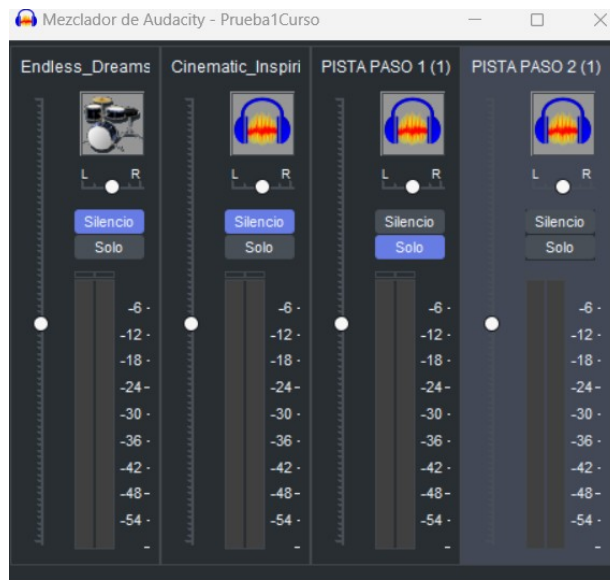 Mezclador de Audacity - Prueba1Curso
Endless_Dreams Cinematic_Inspiri PISTA PASO 1 (1) PISTA PASO 2 (1)
L R L R L R L R
Silencio Silencio Silencio Silencio
Solo Solo Solo Solo
-6 - -6 - -6 - -6 -
-12 - -12 - -12 - -12 -
-18 - -18 - -18 - -18 -
-24 - -24 - -24 - -24 -
-30 - -30 - -30 - -30 -
-36 - -36 - -36 - -36 -
-42 - -42 - -42 - -42 -
-48 - -48 - -48 - -48 -
-54 - -54 - -54 - -54 -
- - - -